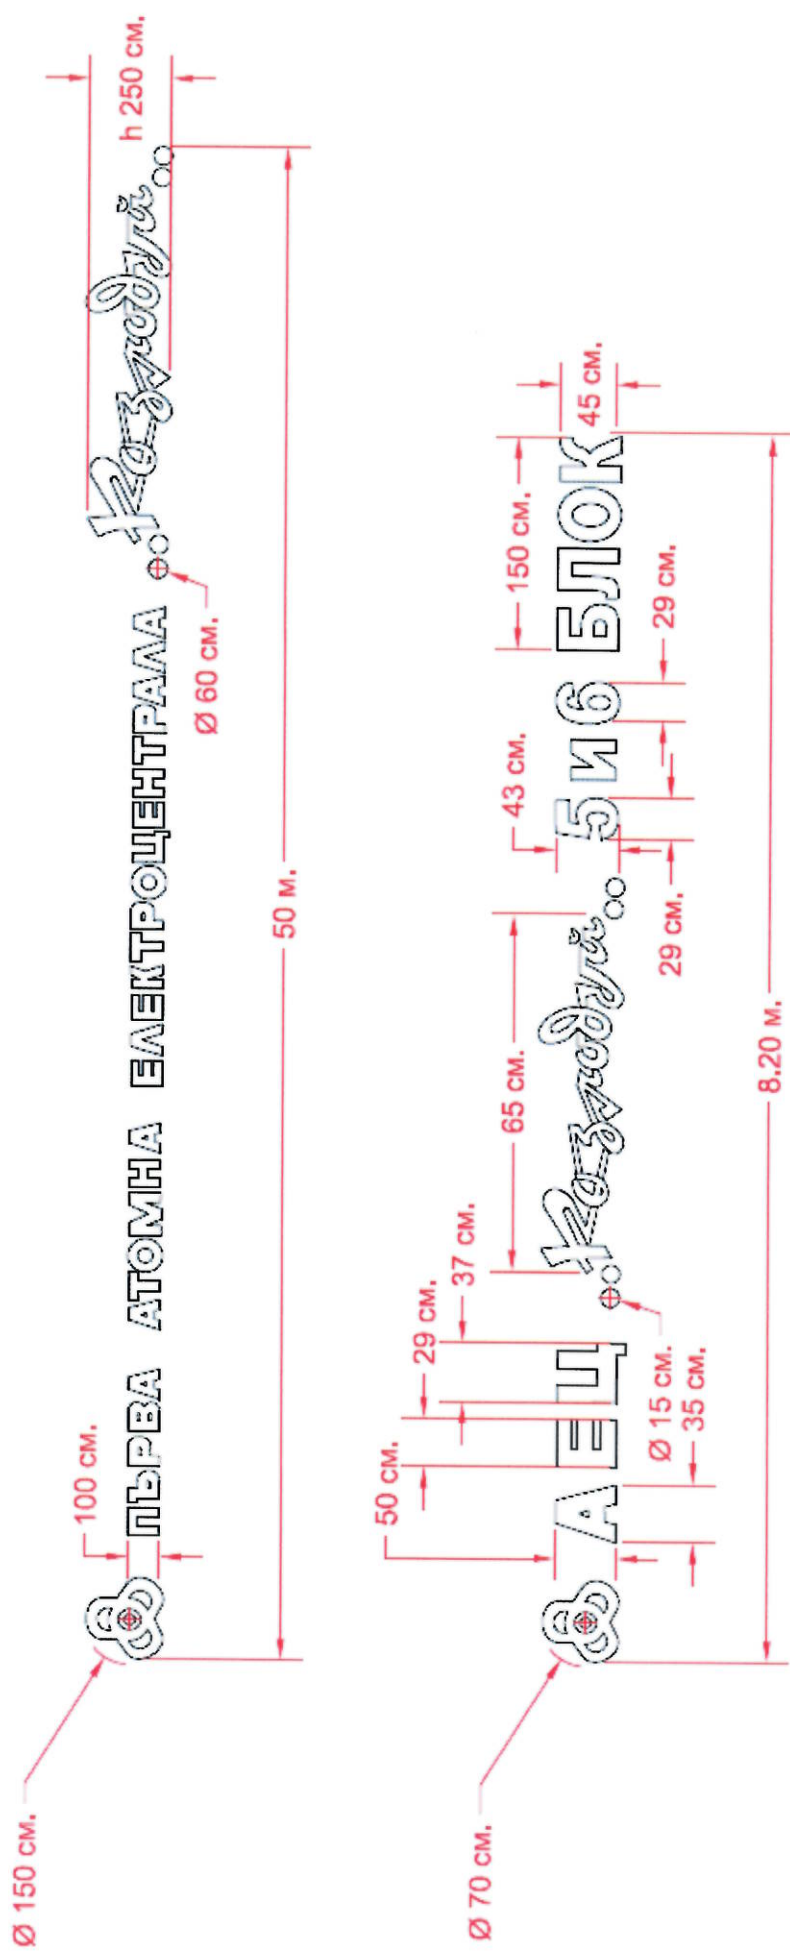 h 250 см.
ПЪРВА АТОМНА ЕЛЕКТРОЦЕНТРАЛА ..Козлодуй..
100 см.
Ø 60 см.
50 м.
Ø 150 см.
45 см.
150 см.
29 см.
43 см.
29 см.
65 см.
37 см.
29 см.
50 см.
АЕЦ ..Козлодуй.. 5 и 6 БЛОК
Ø 15 см.
35 см.
8.20 м.
Ø 70 см.